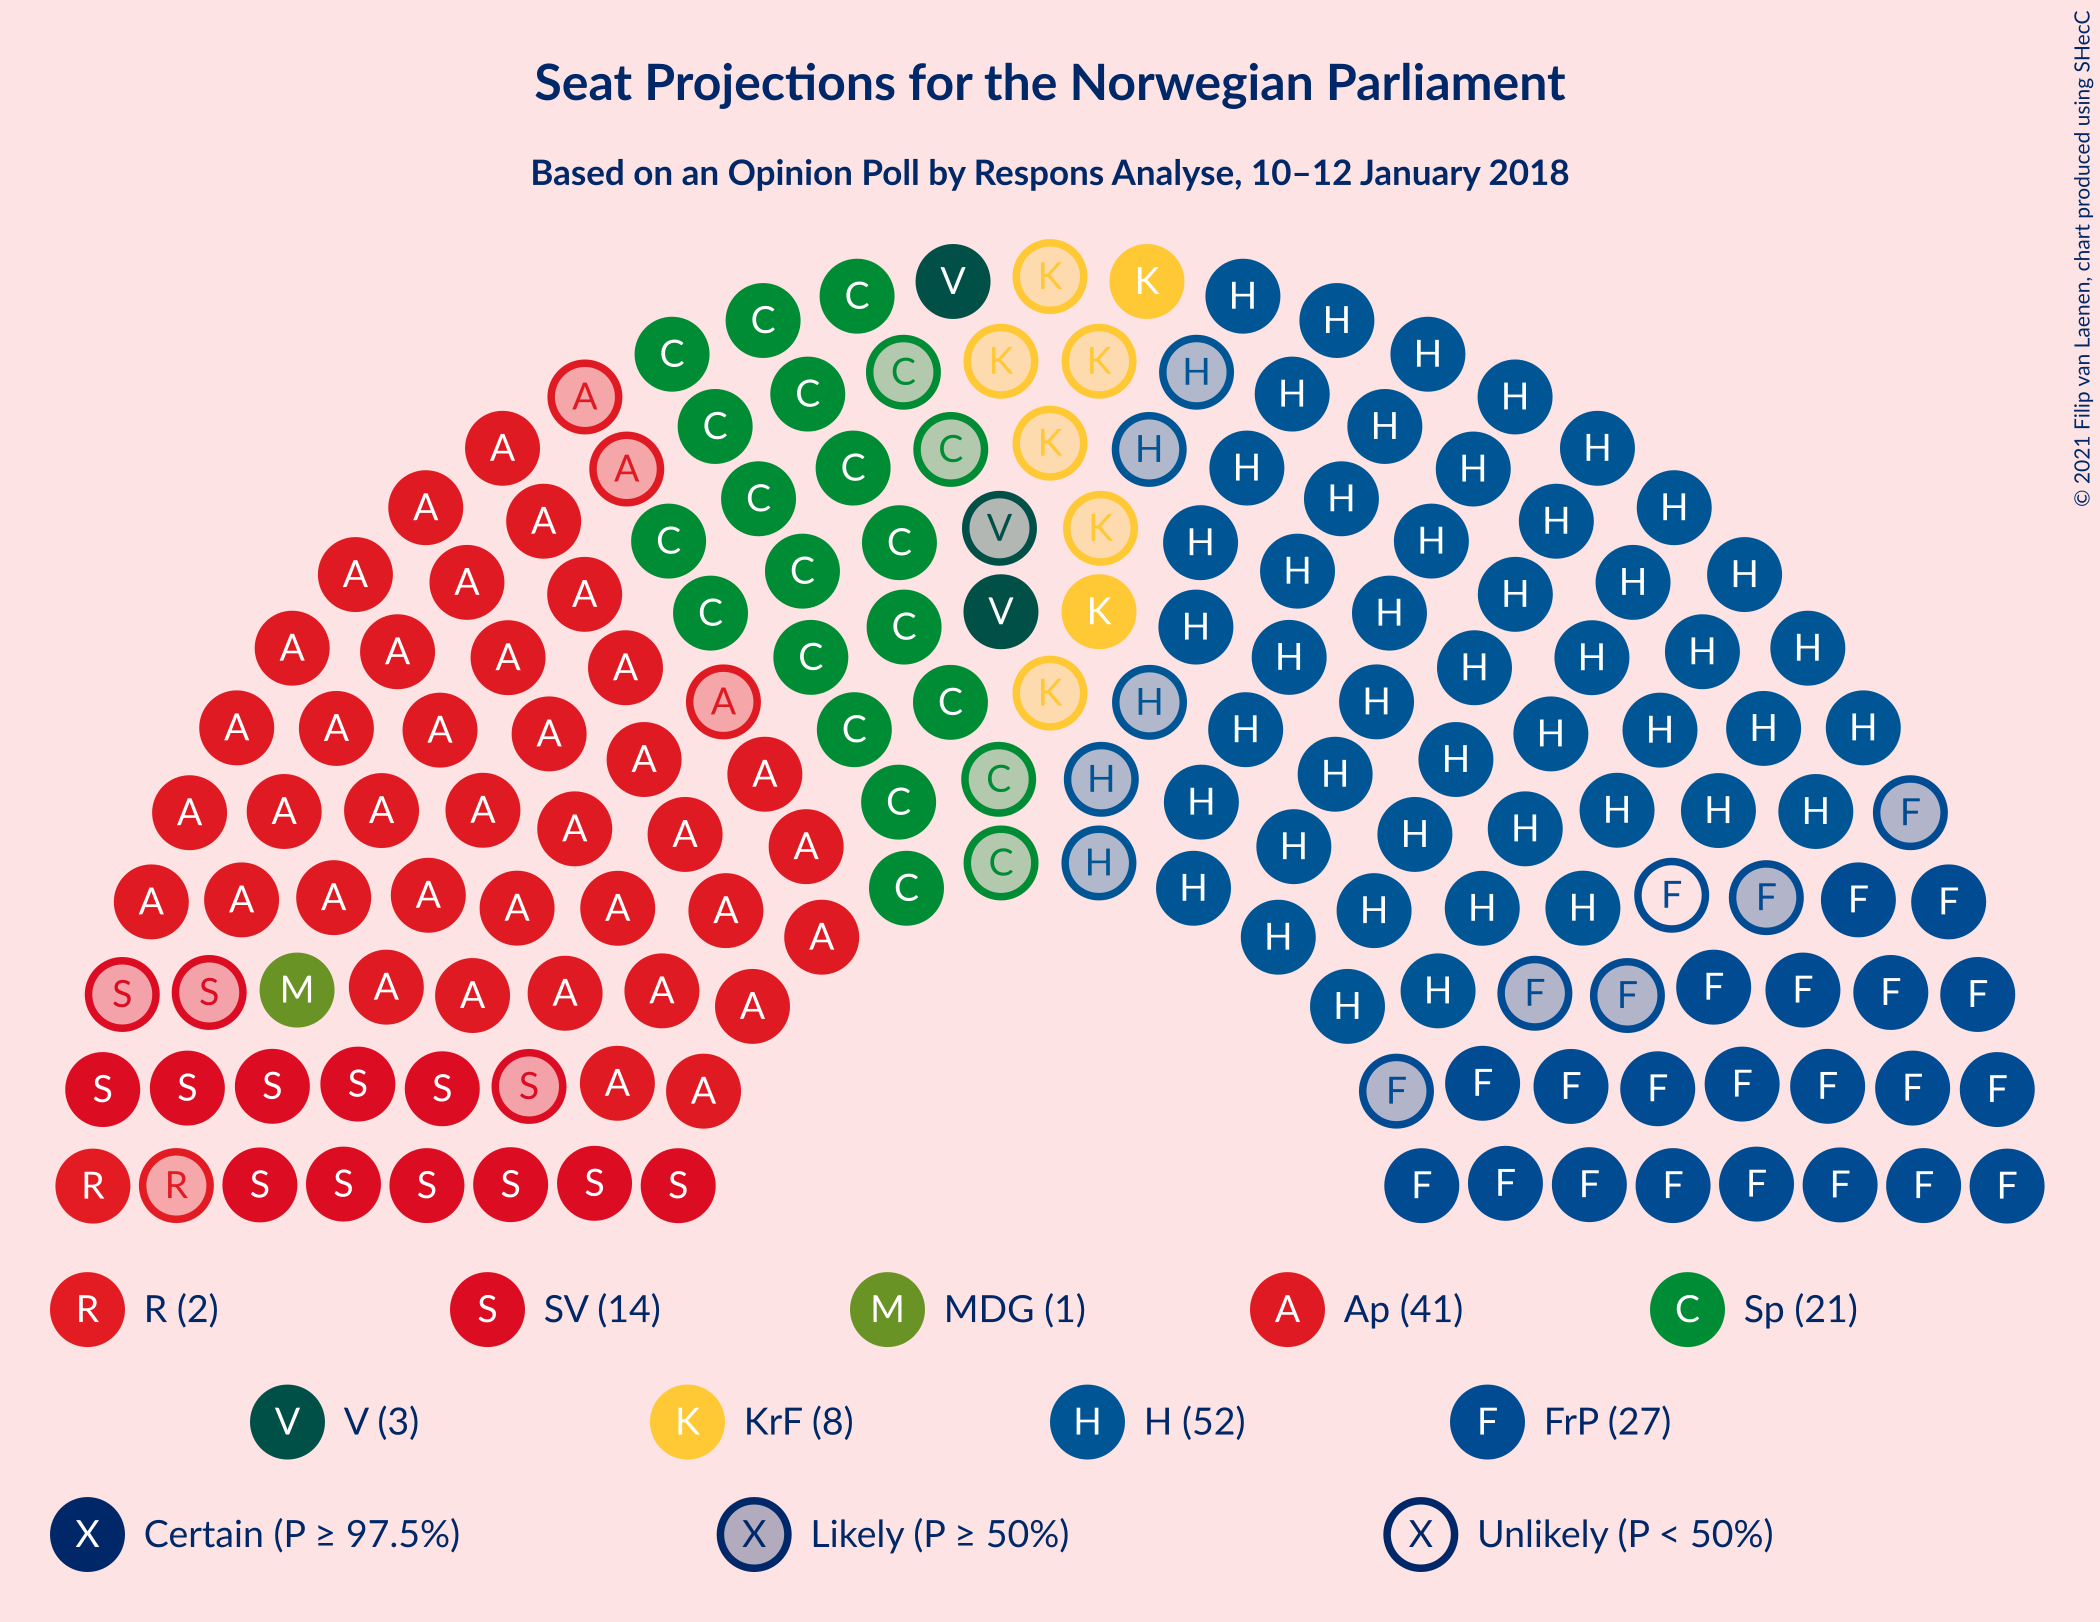 Seat Projections for the Norwegian Parliament
Based on an Opinion Poll by Respons Analyse, 10–12 January 2018
© 2021 Filip van Laenen, chart produced using SHecC
V K K
C H
C H
C K K H
A C C H H
C H H
A C K H H
A C C H H
A C H
A A C V K H H
A C C H H
A A C C H H H
A A C V K H H
A A C C H H H
A A A C K H H H
A A A A C H H H H
A A A H H H
A A A A A C C H H H H H F
A A A C K H H
A A A A A A A A C H H H F F F F
S S M A A A A A H H F F F F F F
S S S S S S A A F F F F F F F F
R R S S S S S S F F F F F F F F
R R (2) S SV (14) M MDG (1) A Ap (41) C Sp (21)
V V (3) K KrF (8) H H (52) F FrP (27)
X Certain (P ≥ 97.5%) X Likely (P ≥ 50%) X Unlikely (P < 50%)